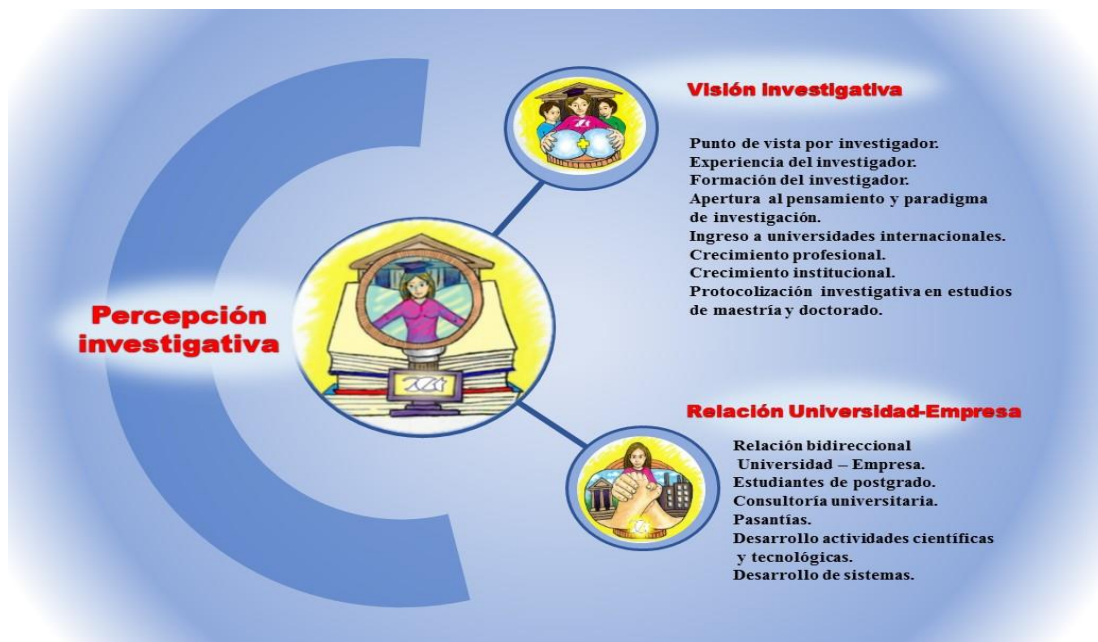 Percepción
investigativa
Visión investigativa
Punto de vista por investigador.
Experiencia del investigador.
Formación del investigador.
Apertura al pensamiento y paradigma
de investigación.
Ingreso a universidades internacionales.
Crecimiento profesional.
Crecimiento institucional.
Protocolización investigativa en estudios
de maestría y doctorado.
Relación Universidad-Empresa
Relación bidireccional
Universidad – Empresa.
Estudiantes de postgrado.
Consultoría universitaria.
Pasantías.
Desarrollo actividades científicas
y tecnológicas.
Desarrollo de sistemas.